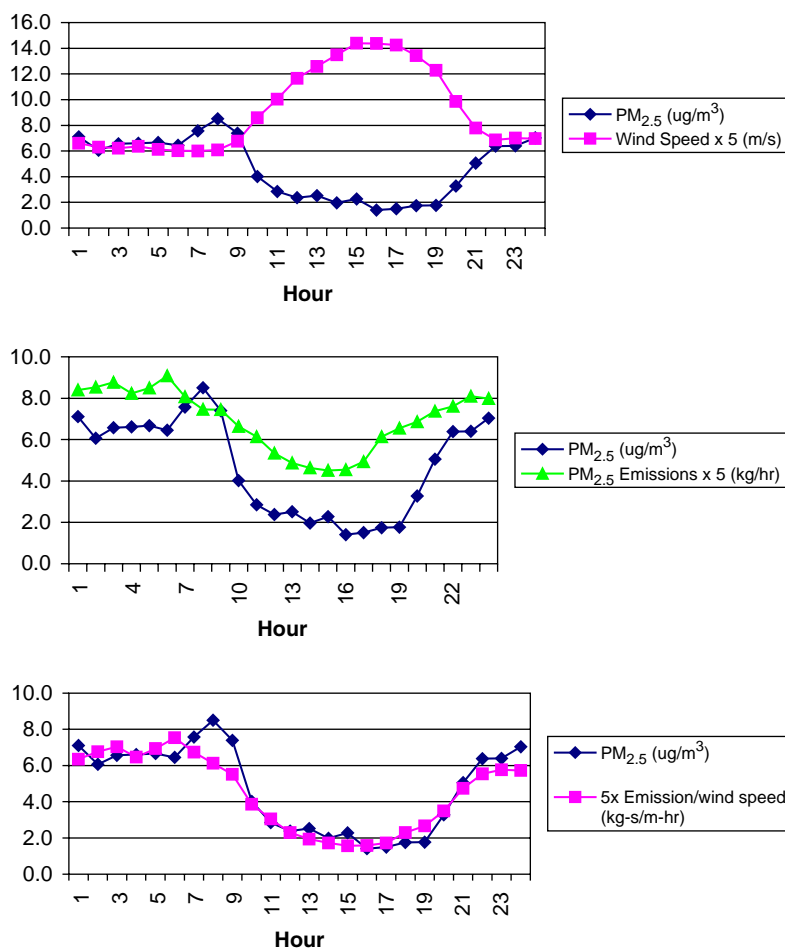 16.0
14.0
12.0
10.0
8.0
6.0
4.0
2.0
0.0
1 3 5 7 9 11 13 15 17 19 21 23
Hour
PM2.5 (ug/m3)
Wind Speed x 5 (m/s)
10.0
8.0
6.0
4.0
2.0
0.0
1 4 7 10 13 16 19 22
Hour
PM2.5 (ug/m3)
PM2.5 Emissions x 5 (kg/hr)
10.0
8.0
6.0
4.0
2.0
0.0
1 3 5 7 9 11 13 15 17 19 21 23
Hour
PM2.5 (ug/m3)
5x Emission/wind speed
(kg-s/m-hr)